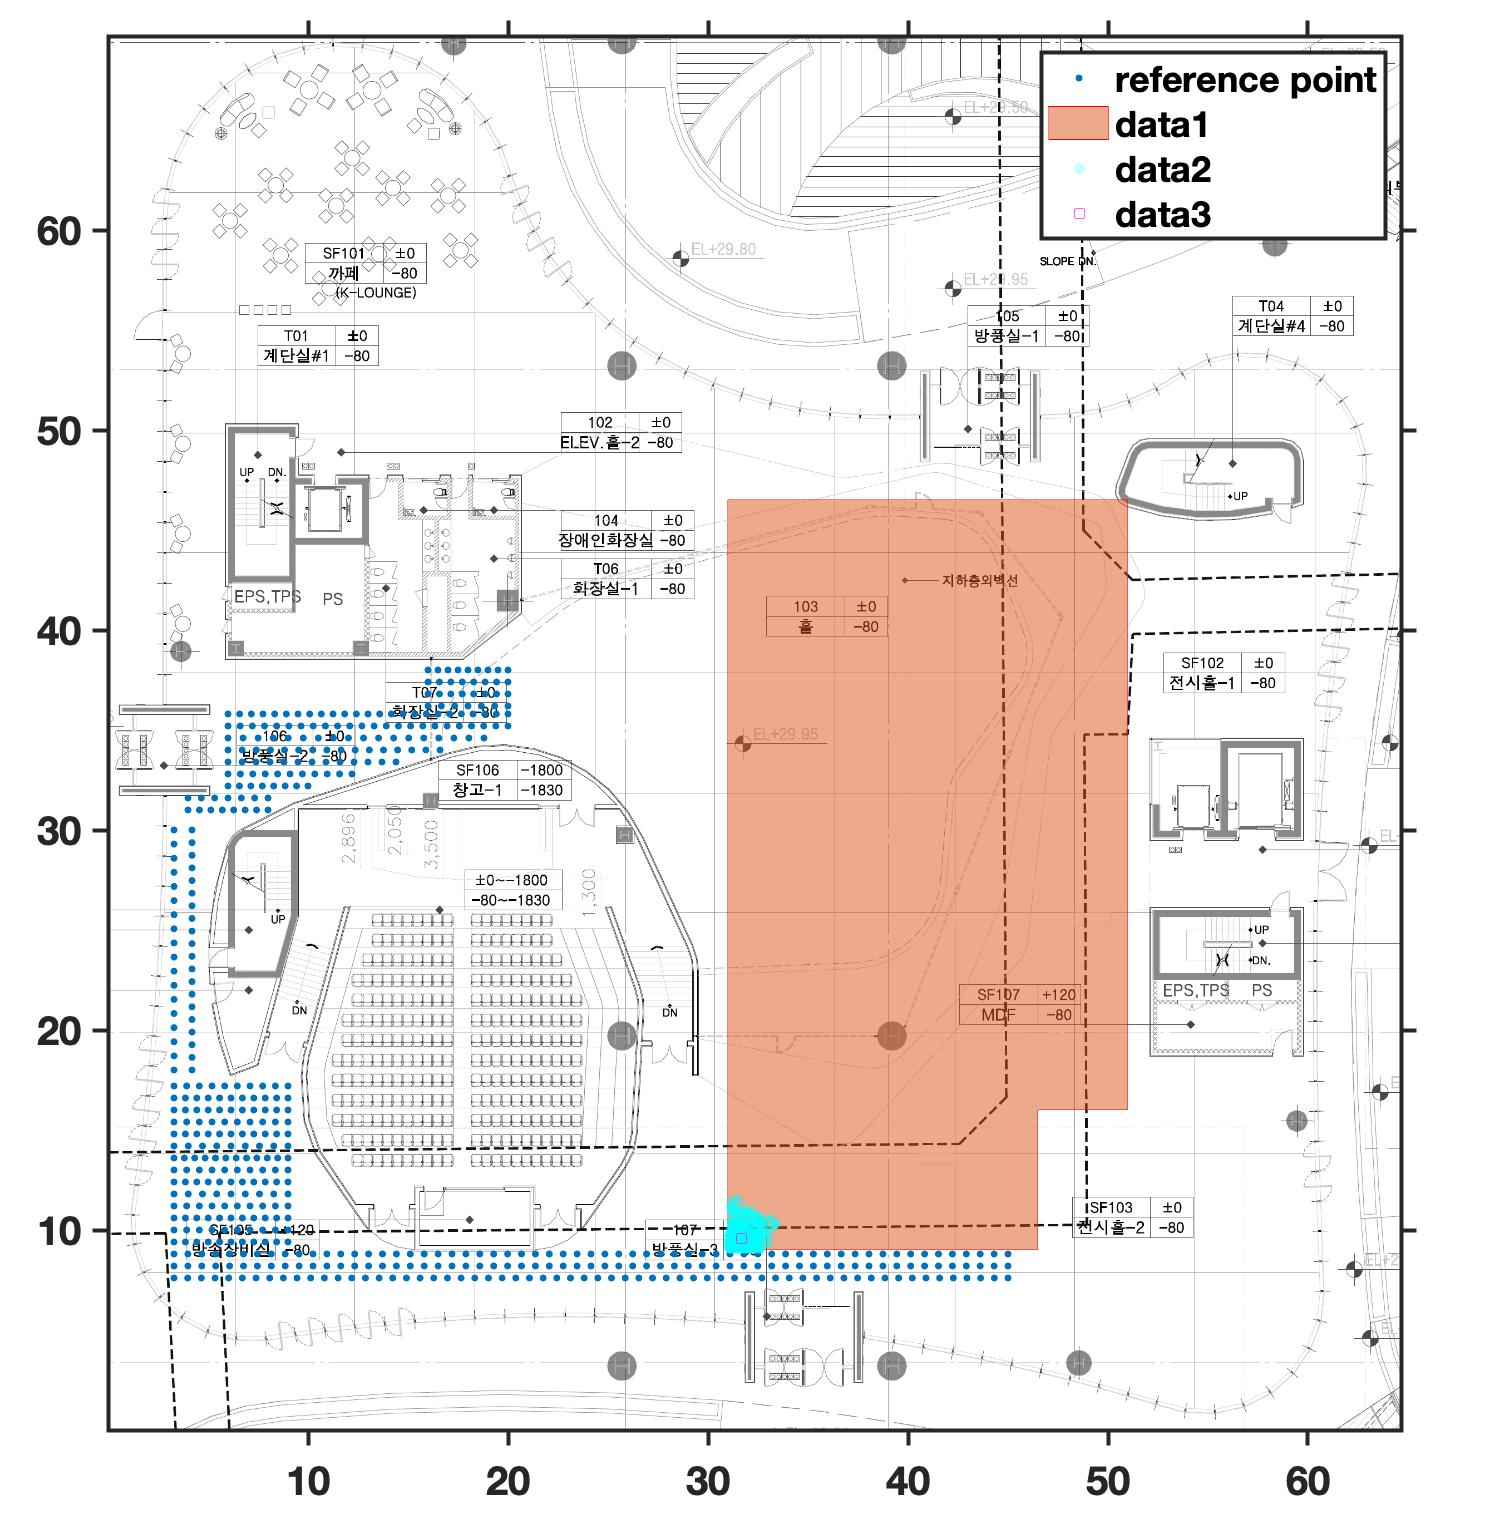 reference point
data1
data2
data3
EL+29.50
EL+29.80
EL+29.95
SLOPE DN.
SF101 ±0
까페 -80
(K-LOUNGE)
T01 ±0
계단실#1 -80
105 ±0
방풍실-1 -80
T04 ±0
계단실#4 -80
102 ±0
ELEV.홀-2 -80
UP DN.
UP
104 ±0
장애인화장실 -80
T06 ±0
화장실-1 -80
EPS,TPS PS
지하층외벽선
103 ±0
홀 -80
SF102 ±0
전시홀-1 -80
T07 ±0
화장실-2 -80
106 ±0
방풍실-2 -80
EL+29.95
SF106 -1800
창고-1 -1830
2,896
2,050
3,500
1,300
±0~-1800
-80~-1830
UP
DN
DN
UP
DN.
EPS,TPS PS
SF107 +120
MDF -80
SF105 +120
방송장비실 -80
107
방풍실-3
SF103 ±0
전시홀-2 -80
60
50
40
30
20
10
10 20 30 40 50 60